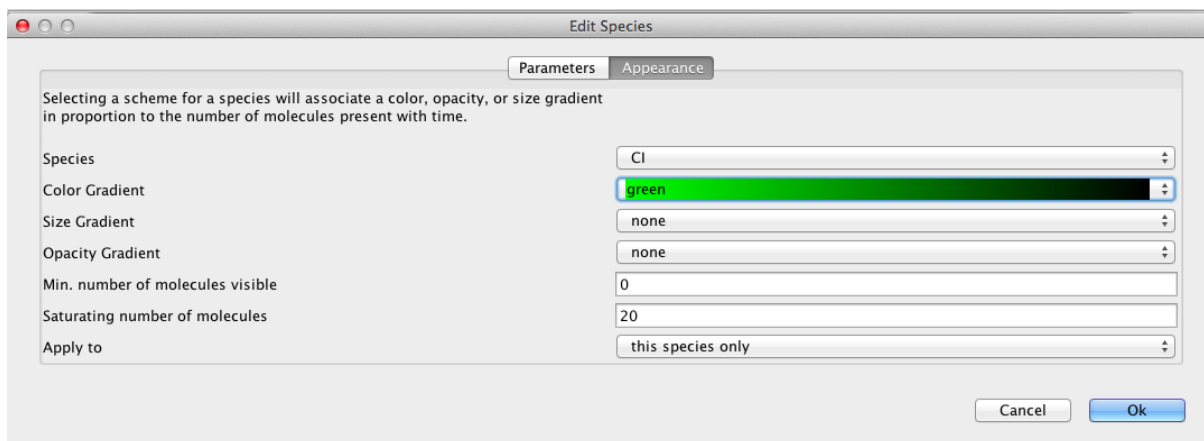 Edit Species
Parameters Appearance
Selecting a scheme for a species will associate a color, opacity, or size gradient
in proportion to the number of molecules present with time.
Species CI
Color Gradient green
Size Gradient none
Opacity Gradient none
Min. number of molecules visible 0
Saturating number of molecules 20
Apply to this species only
Cancel Ok